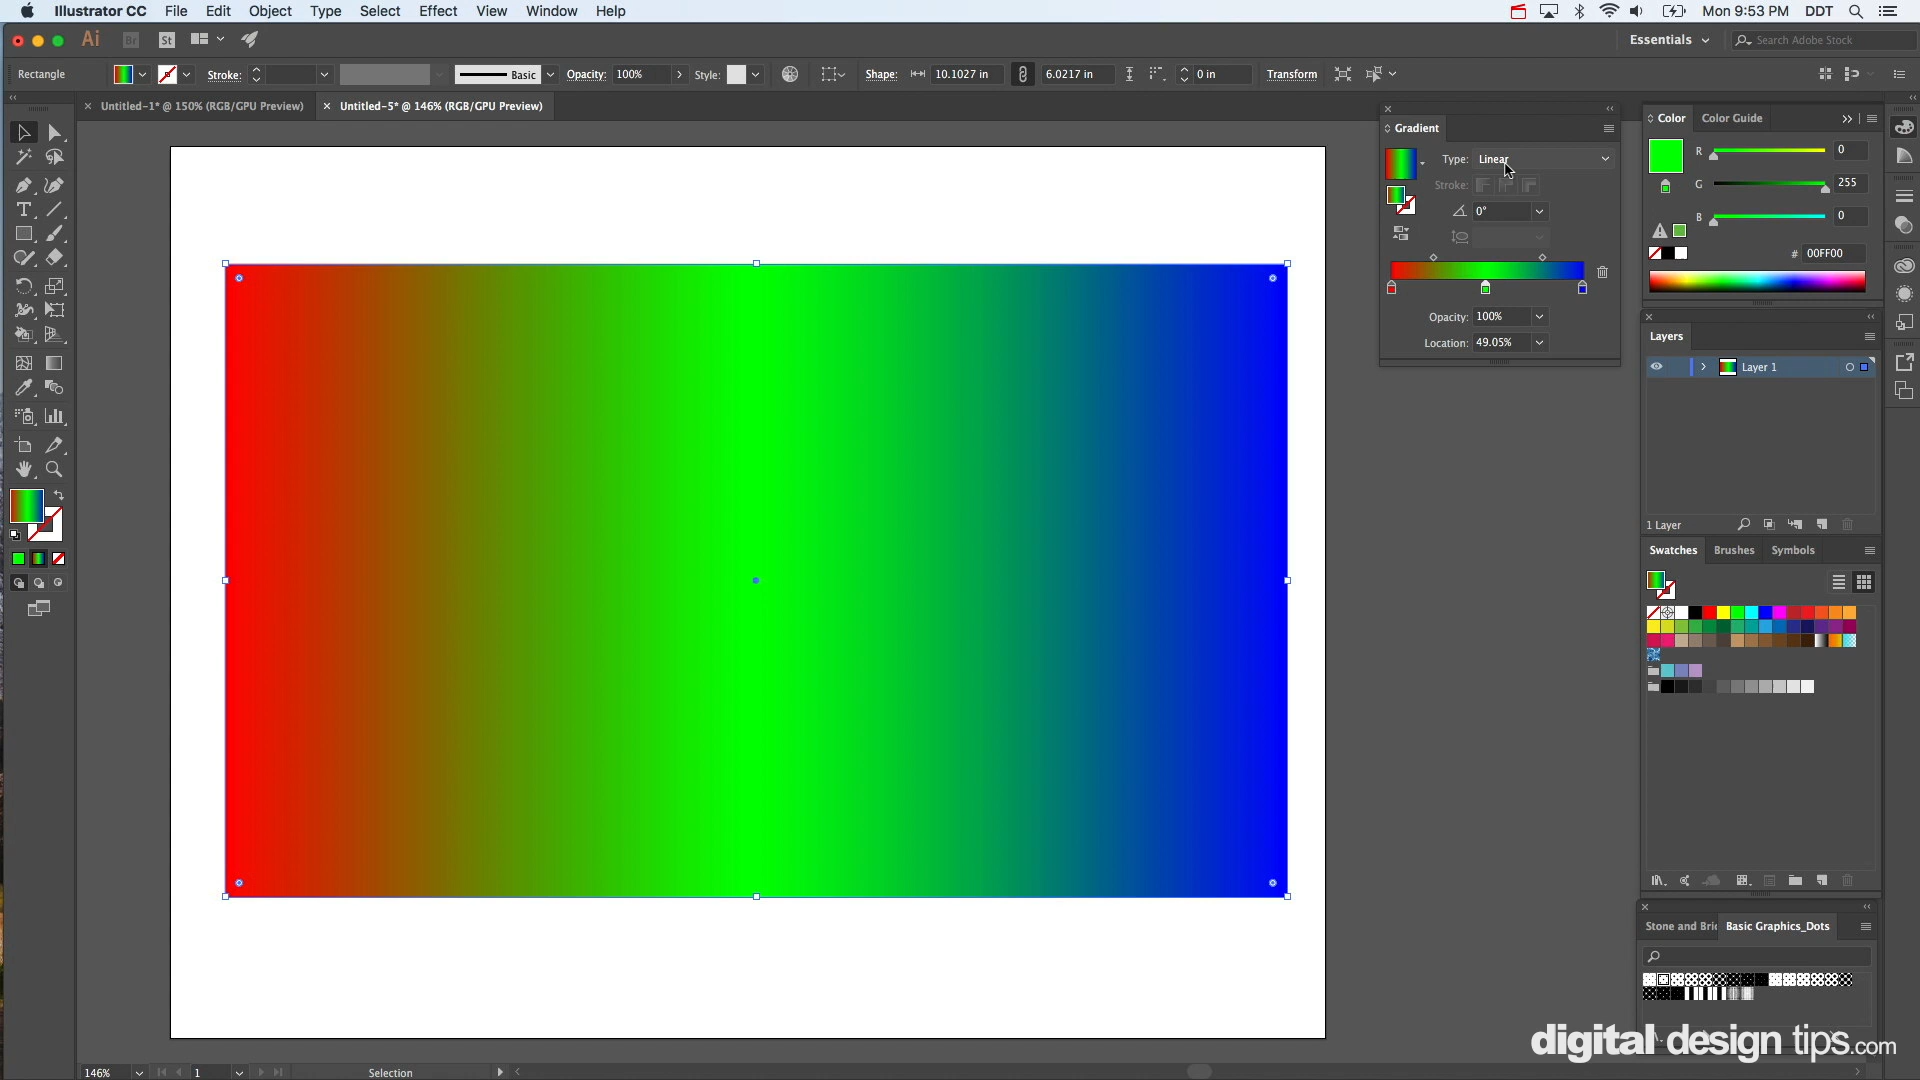 Illustrator CC File Edit Object Type Select Effect View Window Help Mon 9:53 PM DDT
Ai Br St Essentials Search Adobe Stock
Rectangle Stroke: Basic Opacity: 100% Style: Shape: 10.1027 in 6.0217 in 0 in Transform
Untitled-1* @ 150% (RGB/GPU Preview) Untitled-5* @ 146% (RGB/GPU Preview)
Gradient
Type: Linear
Stroke:
0°
Opacity: 100%
Location: 49.05%
Color Color Guide
R 0
G 255
B 0
# 00FF00
Layers
Layer 1
1 Layer
Swatches Brushes Symbols
Stone and Bric Basic Graphics_Dots
digital design tips.com
146% 1 Selection